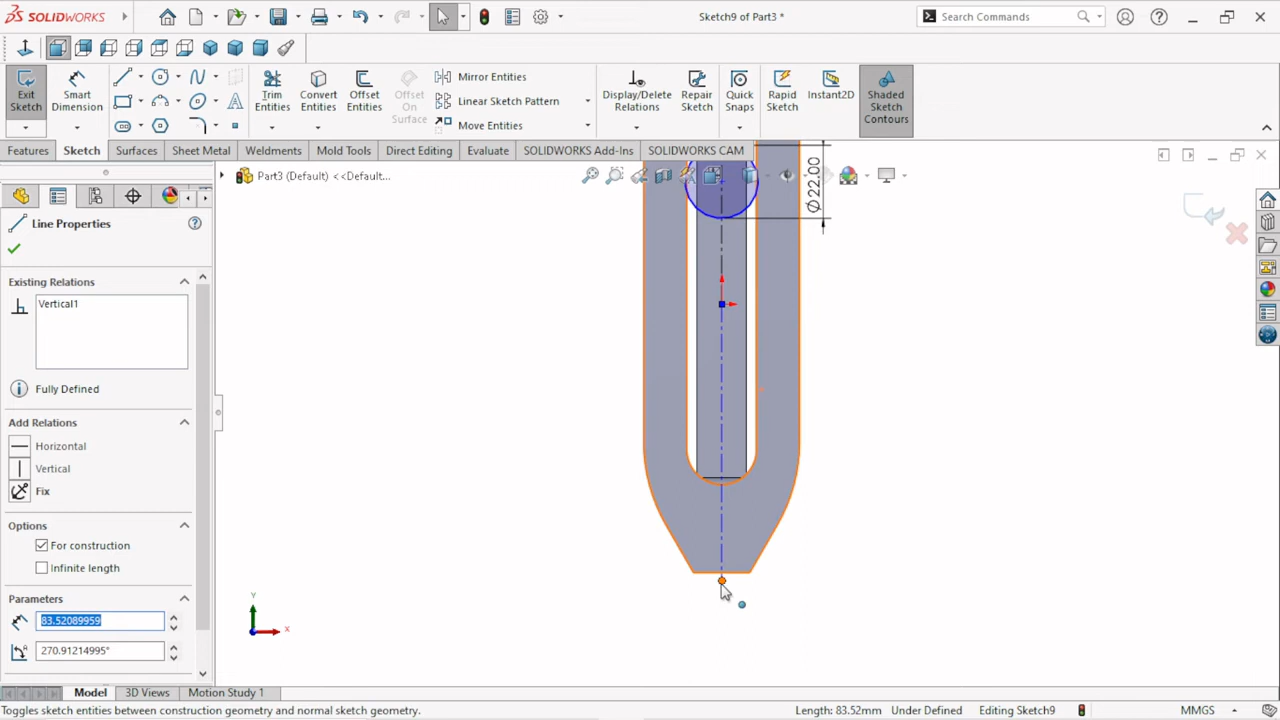 SOLIDWORKS
Sketch9 of Part3 *
Search Commands
Exit Sketch
Smart Dimension
Trim Entities
Convert Entities
Offset Entities
Offset On Surface
Mirror Entities
Linear Sketch Pattern
Move Entities
Display/Delete Relations
Repair Sketch
Quick Snaps
Rapid Sketch
Instant2D
Shaded Sketch Contours
Features
Sketch
Surfaces
Sheet Metal
Weldments
Mold Tools
Direct Editing
Evaluate
SOLIDWORKS Add-Ins
SOLIDWORKS CAM
Part3 (Default) <<Default...
Line Properties
Existing Relations
Vertical1
Fully Defined
Add Relations
Horizontal
Vertical
Fix
Options
For construction
Infinite length
Parameters
83.52089959
270.91214995°
Ø22.00
Y
X
Model
3D Views
Motion Study 1
Toggles sketch entities between construction geometry and normal sketch geometry.
Length: 83.52mm
Under Defined
Editing Sketch9
MMGS